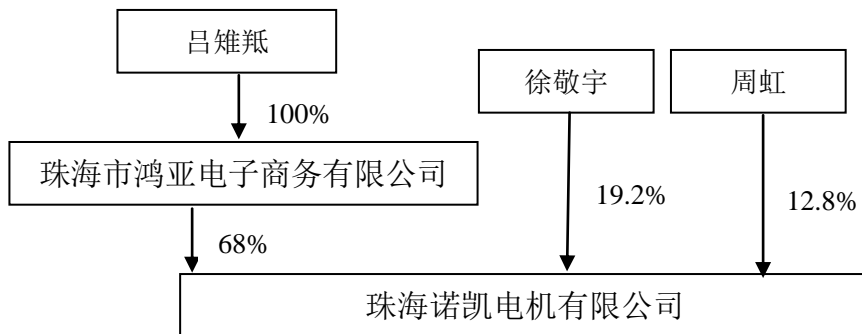 吕雉羝
徐敬宇
周虹
100%
珠海市鸿亚电子商务有限公司
19.2%
12.8%
68%
珠海诺凯电机有限公司